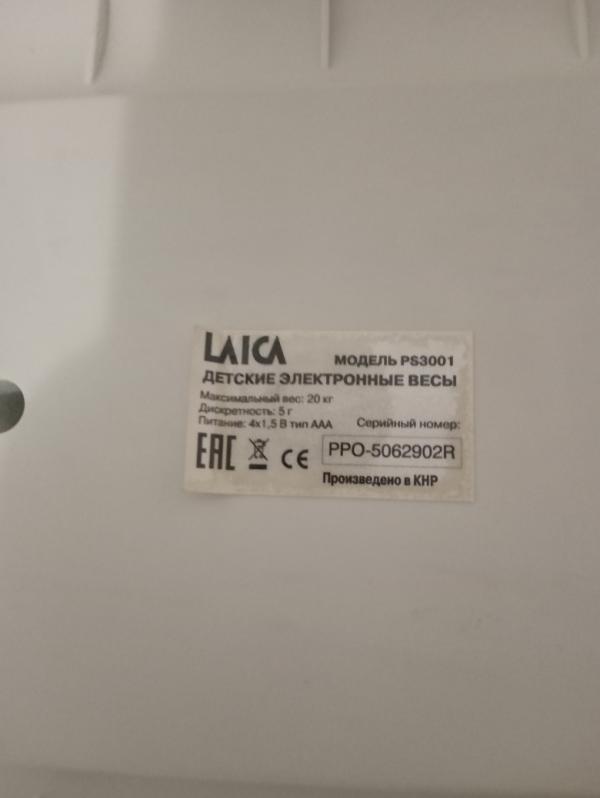 LAICA
МОДЕЛЬ PS3001
ДЕТСКИЕ ЭЛЕКТРОННЫЕ ВЕСЫ
Максимальный вес: 20 кг
Дискретность: 5 г
Питание: 4х1,5 В тип ААА
Серийный номер:
EAC CE
PPO-5062902R
Произведено в КНР